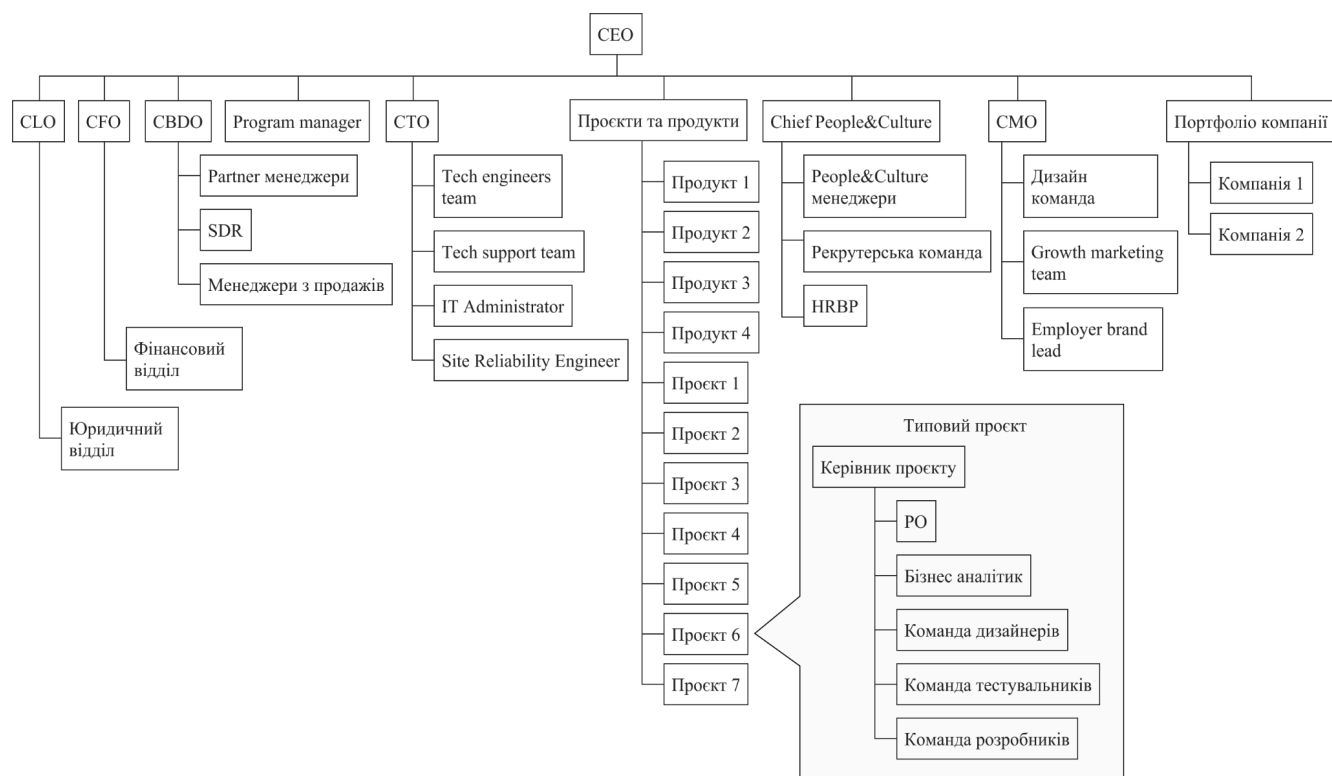 CEO
CLO
CFO
CBDO
Program manager
CTO
Проєкти та продукти
Chief People&Culture
CMO
Портфоліо компанії
Partner менеджери
SDR
Менеджери з продажів
Фінансовий
відділ
Юридичний
відділ
Tech engineers
team
Tech support team
IT Administrator
Site Reliability Engineer
Продукт 1
Продукт 2
Продукт 3
Продукт 4
Проєкт 1
Проєкт 2
Проєкт 3
Проєкт 4
Проєкт 5
Проєкт 6
Проєкт 7
People&Culture
менеджери
Рекрутерська команда
HRBP
Дизайн
команда
Growth marketing
team
Employer brand
lead
Компанія 1
Компанія 2
Типовий проєкт
Керівник проєкту
PO
Бізнес аналітик
Команда дизайнерів
Команда тестувальників
Команда розробників